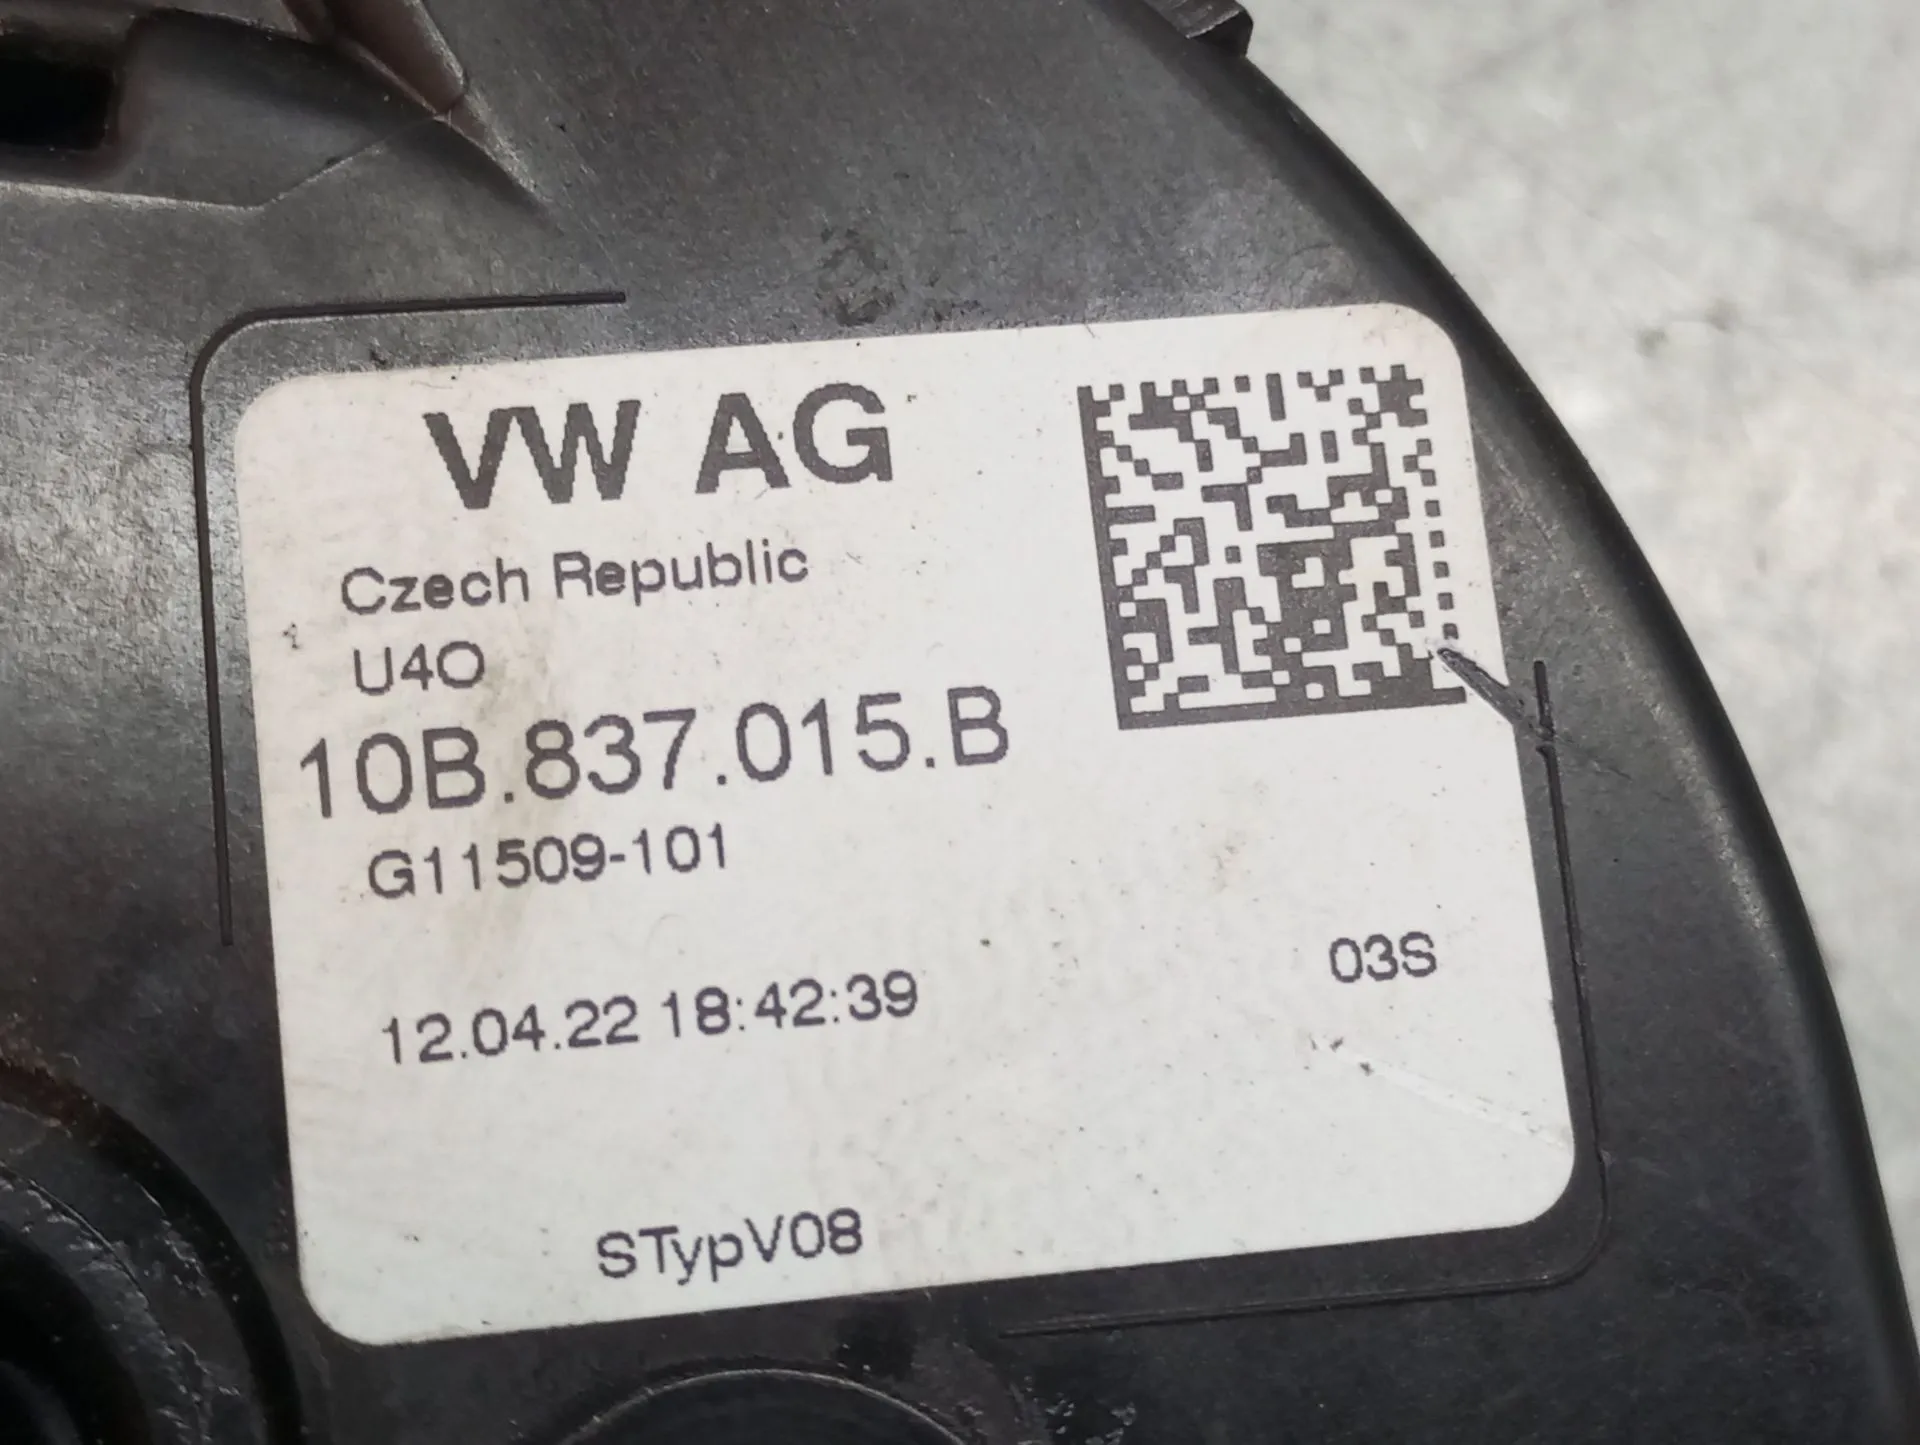 VW AG
Czech Republic
U4O
10B.837.015.B
G11509-101
12.04.22 18:42:39
03S
STypV08